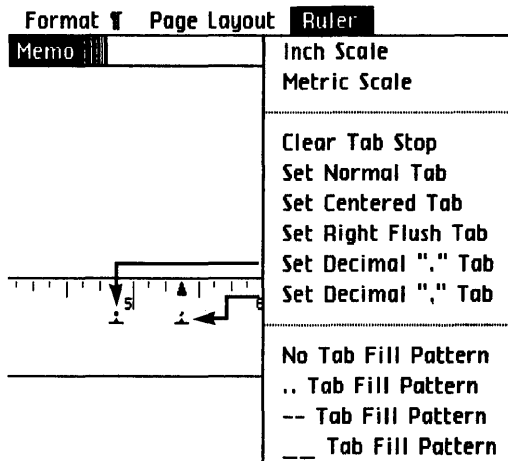 Format ¶ Page Layout Ruler
Memo
Inch Scale
Metric Scale
Clear Tab Stop
Set Normal Tab
Set Centered Tab
Set Right Flush Tab
Set Decimal "." Tab
Set Decimal "," Tab
5
No Tab Fill Pattern
.. Tab Fill Pattern
-- Tab Fill Pattern
__ Tab Fill Pattern